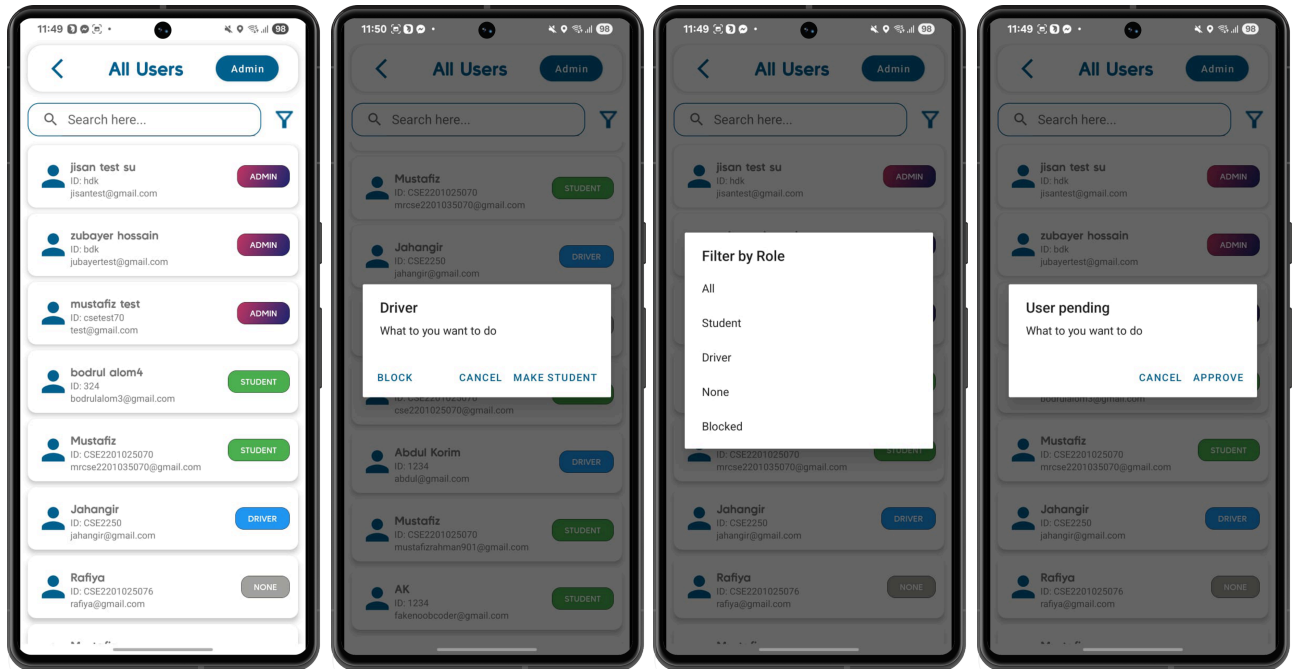 11:49
98
All Users
Admin
Search here...
jisan test su
ID: hdk
jisantest@gmail.com
ADMIN
zubayer hossain
ID: bdk
jubayertest@gmail.com
ADMIN
mustafiz test
ID: csetest70
test@gmail.com
ADMIN
bodrul alom4
ID: 324
bodrulalom3@gmail.com
STUDENT
Mustafiz
ID: CSE2201025070
mrcse2201035070@gmail.com
STUDENT
Jahangir
ID: CSE2250
jahangir@gmail.com
DRIVER
Rafiya
ID: CSE2201025076
rafiya@gmail.com
NONE
11:50
98
All Users
Admin
Search here...
Mustafiz
ID: CSE2201025070
mrcse2201035070@gmail.com
STUDENT
Jahangir
ID: CSE2250
jahangir@gmail.com
DRIVER
Driver
What to you want to do
BLOCK
CANCEL
MAKE STUDENT
ID: CSE2201025070
cse2201025070@gmail.com
Abdul Korim
ID: 1234
abdul@gmail.com
DRIVER
Mustafiz
ID: CSE2201025070
mustafizrahman901@gmail.com
STUDENT
AK
ID: 1234
fakenoobcoder@gmail.com
STUDENT
11:49
98
All Users
Admin
Search here...
jisan test su
ID: hdk
jisantest@gmail.com
ADMIN
Filter by Role
All
Student
Driver
None
Blocked
ID: CSE2201025070
mrcse2201035070@gmail.com
STUDENT
Jahangir
ID: CSE2250
jahangir@gmail.com
DRIVER
Rafiya
ID: CSE2201025076
rafiya@gmail.com
NONE
11:49
98
All Users
Admin
Search here...
jisan test su
ID: hdk
jisantest@gmail.com
ADMIN
zubayer hossain
ID: bdk
jubayertest@gmail.com
ADMIN
User pending
What to you want to do
CANCEL
APPROVE
bodrulalom3@gmail.com
Mustafiz
ID: CSE2201025070
mrcse2201035070@gmail.com
STUDENT
Jahangir
ID: CSE2250
jahangir@gmail.com
DRIVER
Rafiya
ID: CSE2201025076
rafiya@gmail.com
NONE